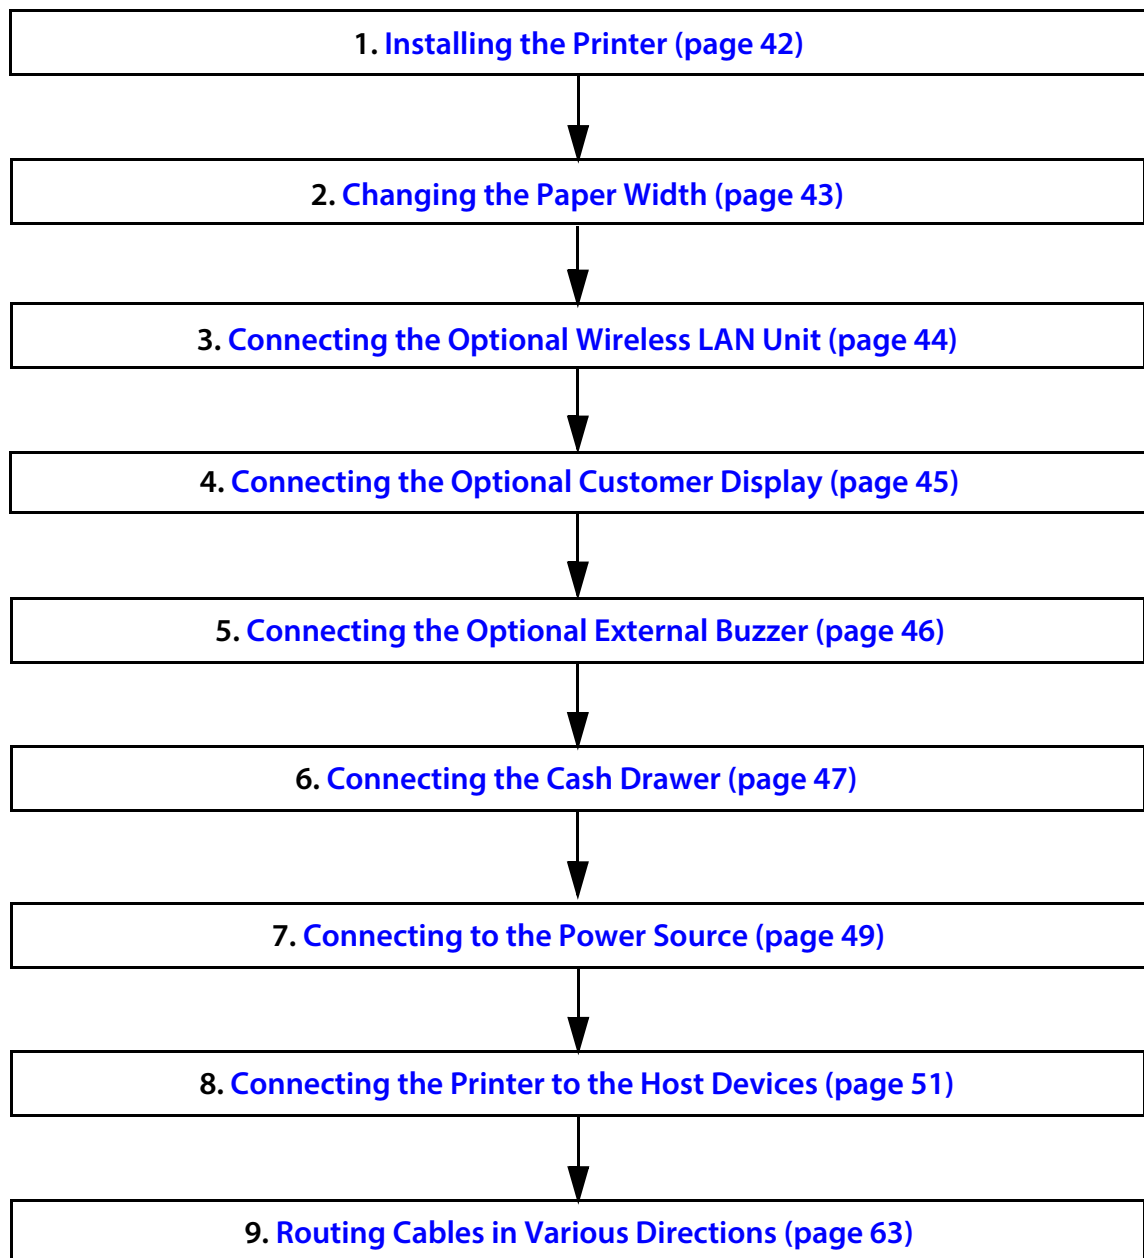 1. Installing the Printer (page 42)
2. Changing the Paper Width (page 43)
3. Connecting the Optional Wireless LAN Unit (page 44)
4. Connecting the Optional Customer Display (page 45)
5. Connecting the Optional External Buzzer (page 46)
6. Connecting the Cash Drawer (page 47)
7. Connecting to the Power Source (page 49)
8. Connecting the Printer to the Host Devices (page 51)
9. Routing Cables in Various Directions (page 63)